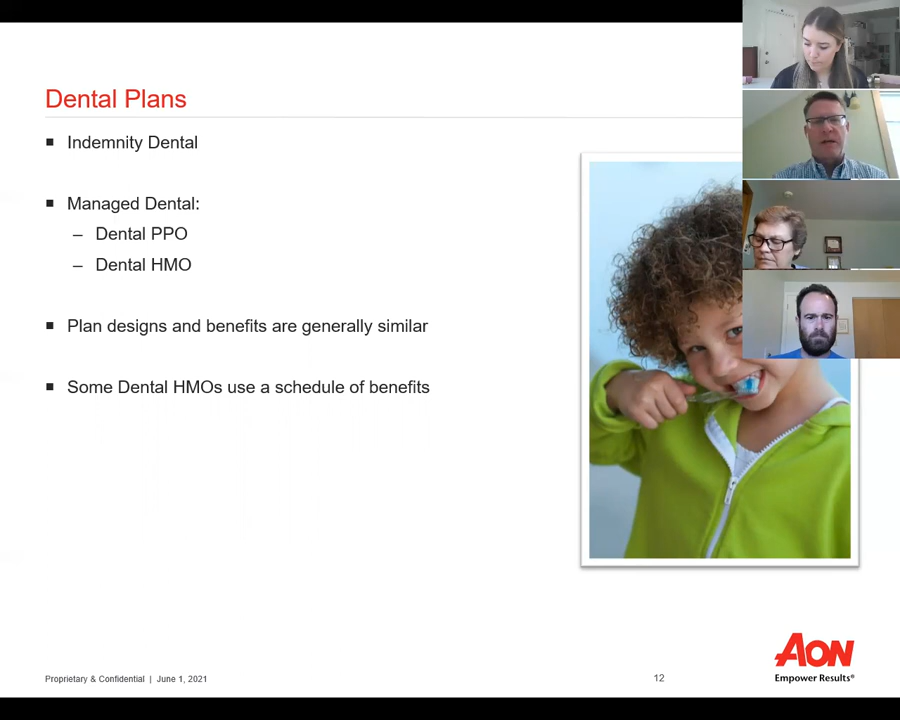 Dental Plans
■ Indemnity Dental
■ Managed Dental:
– Dental PPO
– Dental HMO
■ Plan designs and benefits are generally similar
■ Some Dental HMOs use a schedule of benefits
AON
Empower Results®
Proprietary & Confidential | June 1, 2021
12